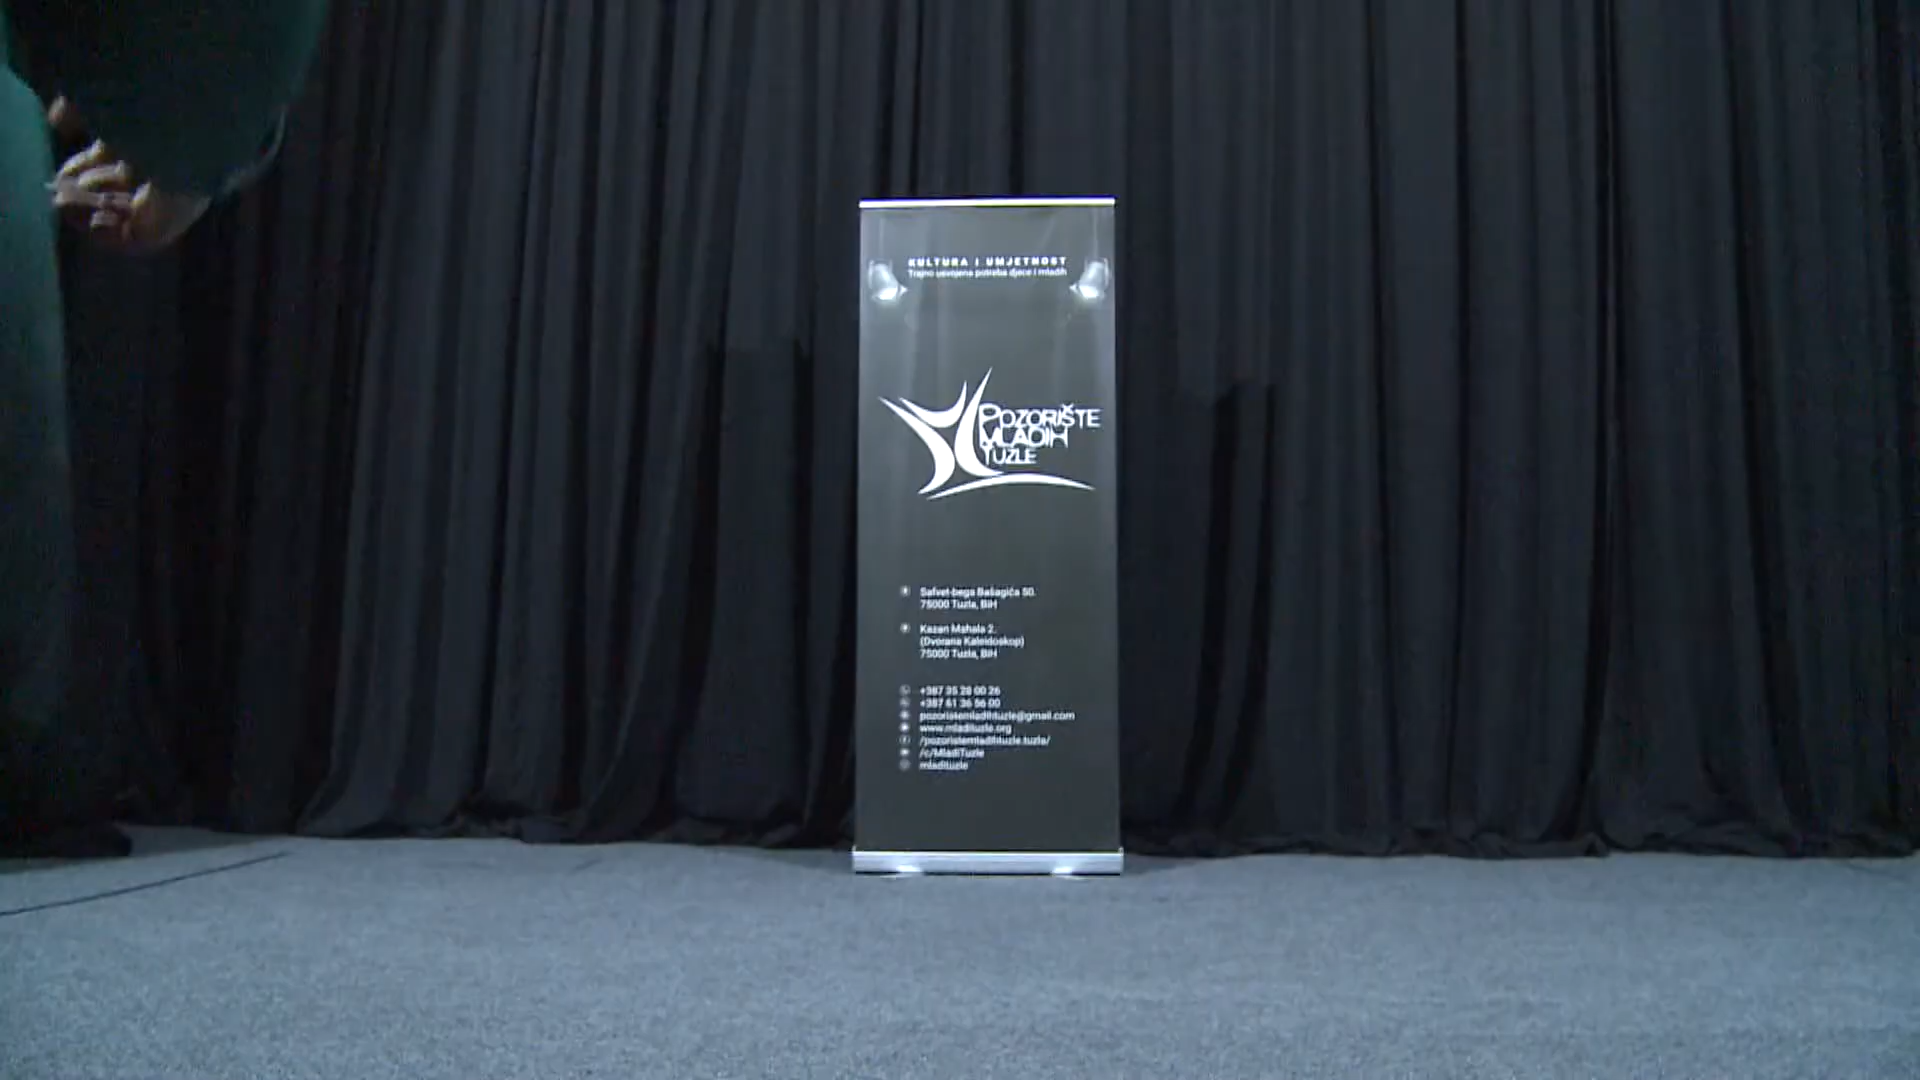 KULTURA I UMJETNOST
Trajno usvojena potreba djece i mladih
POZORIŠTE
MLADIH
TUZLE
Safvet-bega Bašagića 50.
75000 Tuzla, BiH
Kazan Mahala 2.
(Dvorana Kaleidoskop)
75000 Tuzla, BiH
+387 35 28 00 26
+387 61 36 56 00
pozoristemladihtuzle@gmail.com
www.mladituzle.org
/pozoristemladihtuzle.tuzla/
/c/MladiTuzle
mladituzle